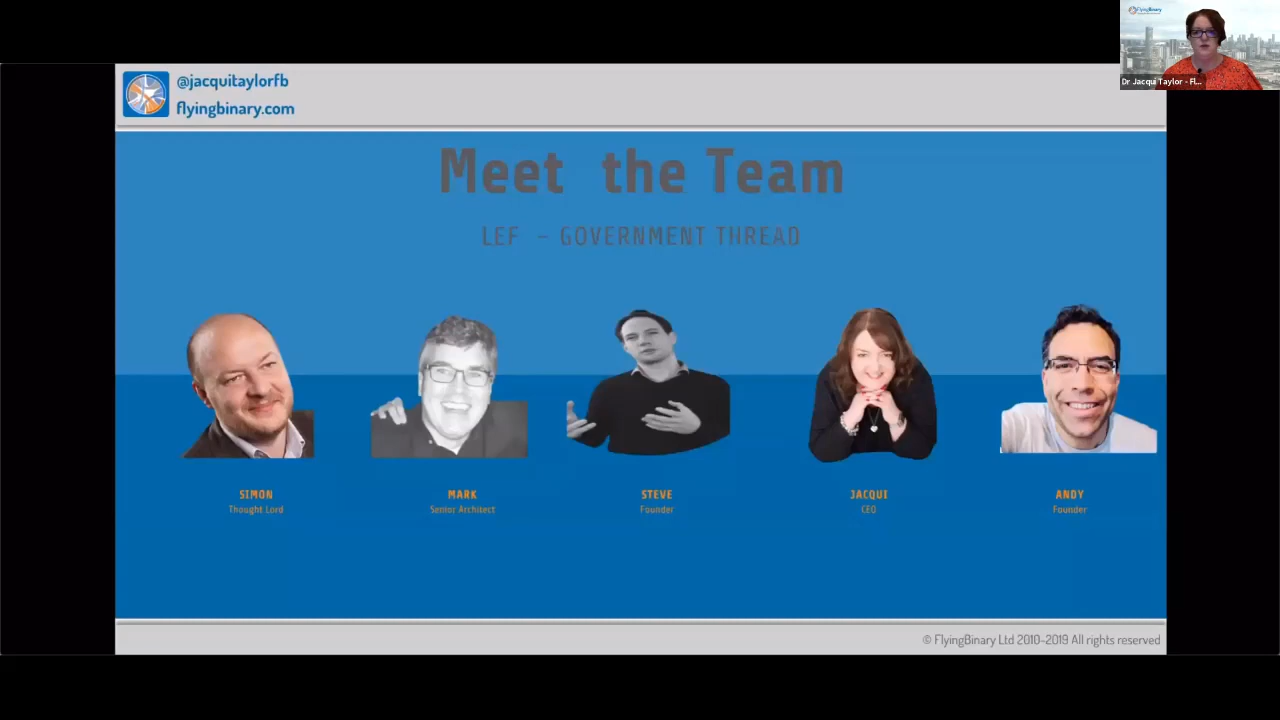 FlyingBinary
Dr Jacqui Taylor - Fl...
@jacquitaylorfb
flyingbinary.com
Meet the Team
LEF - GOVERNMENT THREAD
SIMON
Thought Lord
MARK
Senior Architect
STEVE
Founder
JACQUI
CEO
ANDY
Founder
© FlyingBinary Ltd 2010-2019 All rights reserved